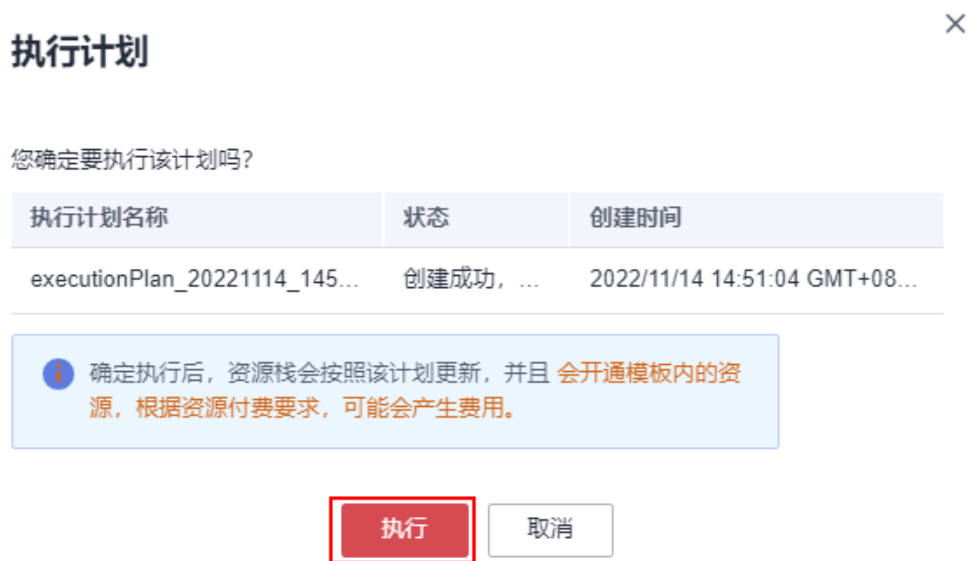 执行计划
您确定要执行该计划吗？
执行计划名称 状态 创建时间
executionPlan_20221114_145... 创建成功，... 2022/11/14 14:51:04 GMT+08...
确定执行后，资源栈会按照该计划更新，并且 会开通模板内的资
源，根据资源付费要求，可能会产生费用。
执行 取消